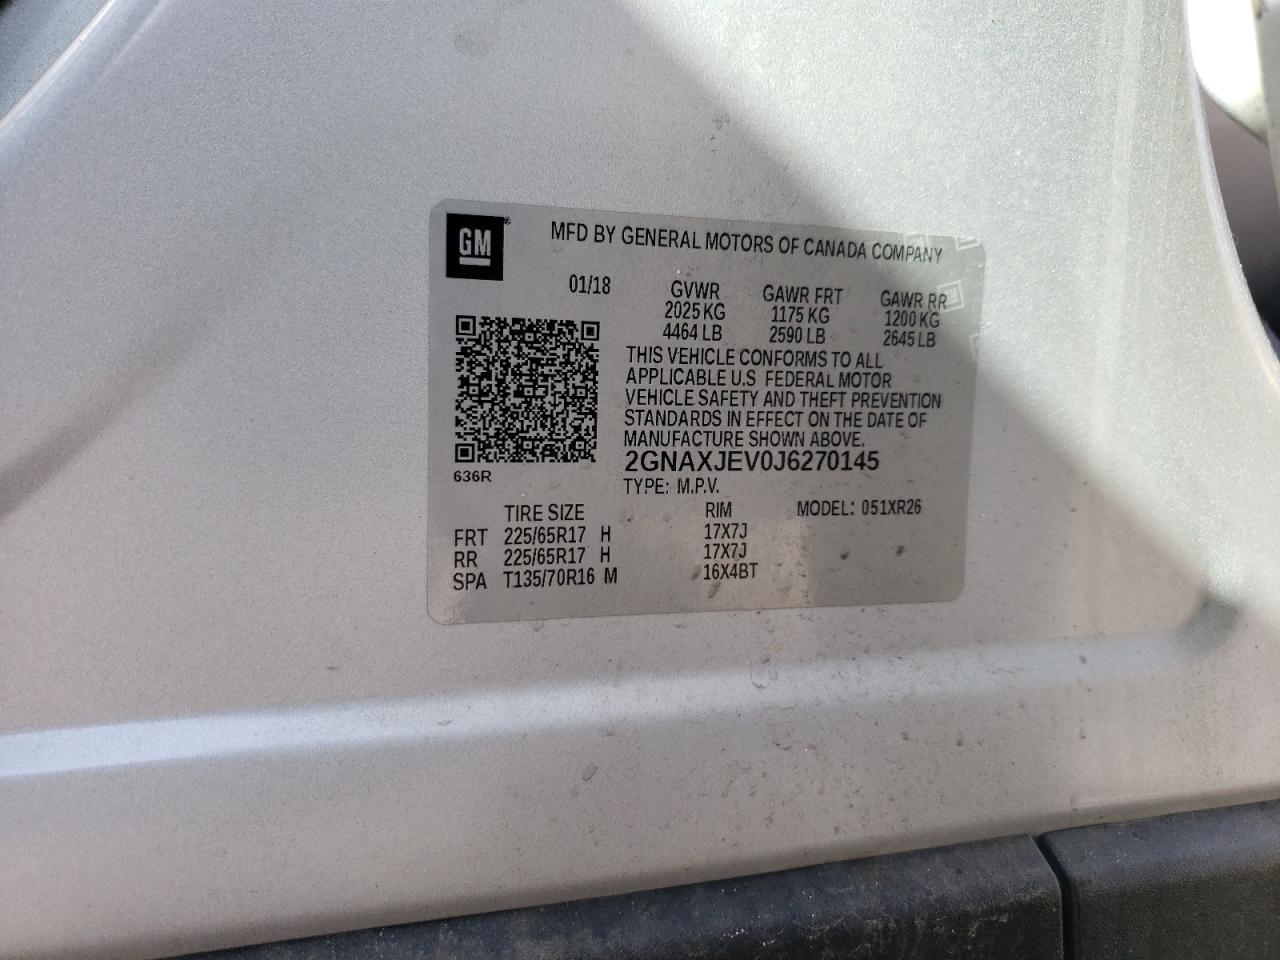 GM®
MFD BY GENERAL MOTORS OF CANADA COMPANY
01/18 GVWR GAWR FRT GAWR RR
2025 KG 1175 KG 1200 KG
4464 LB 2590 LB 2645 LB
THIS VEHICLE CONFORMS TO ALL
APPLICABLE U.S FEDERAL MOTOR
VEHICLE SAFETY AND THEFT PREVENTION
STANDARDS IN EFFECT ON THE DATE OF
MANUFACTURE SHOWN ABOVE.
2GNAXJEV0J6270145
636R
TYPE: M.P.V.
TIRE SIZE RIM MODEL: 051XR26
FRT 225/65R17 H 17X7J
RR 225/65R17 H 17X7J
SPA T135/70R16 M 16X4BT